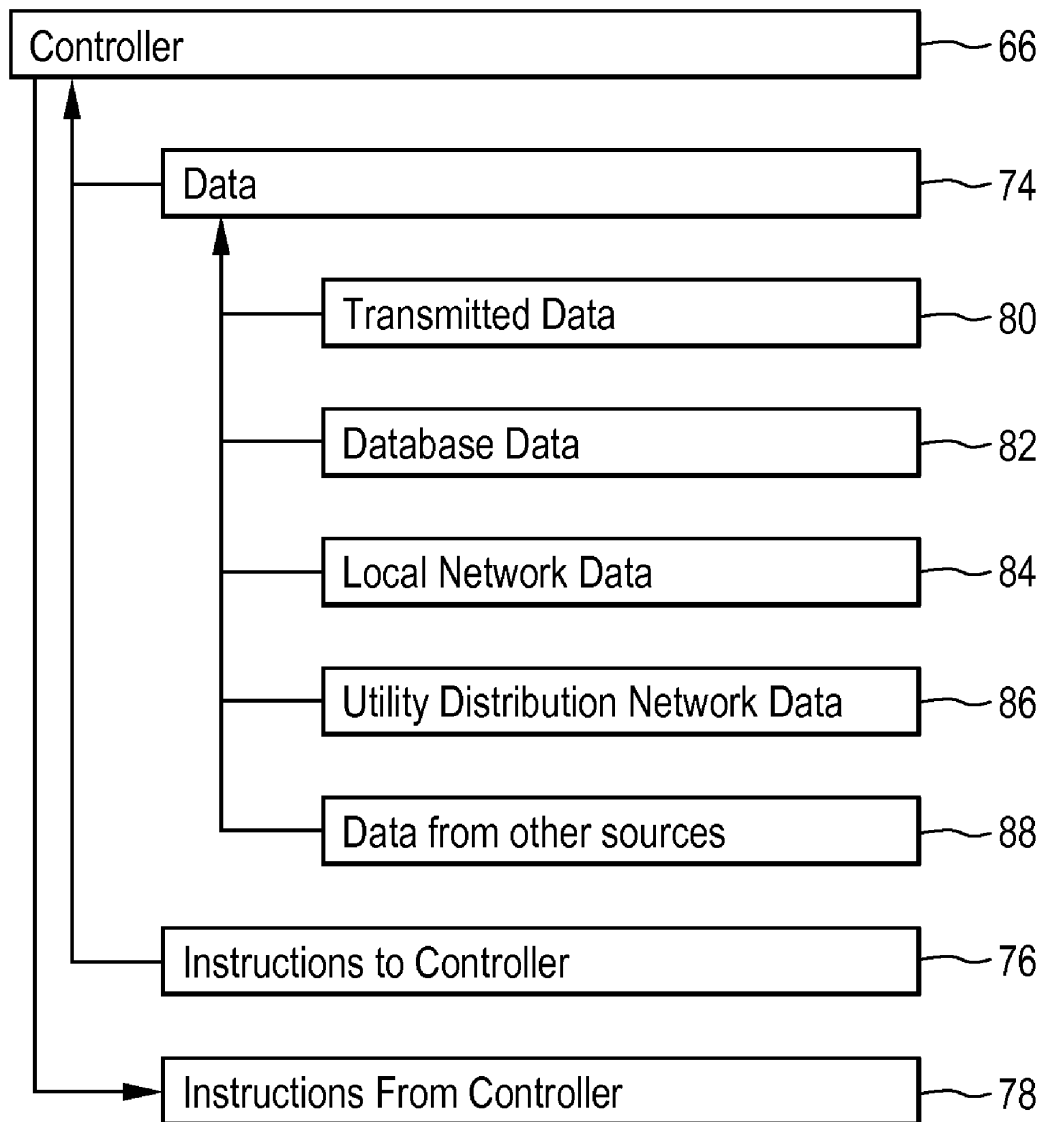 Controller 66
Data 74
Transmitted Data 80
Database Data 82
Local Network Data 84
Utility Distribution Network Data 86
Data from other sources 88
Instructions to Controller 76
Instructions From Controller 78